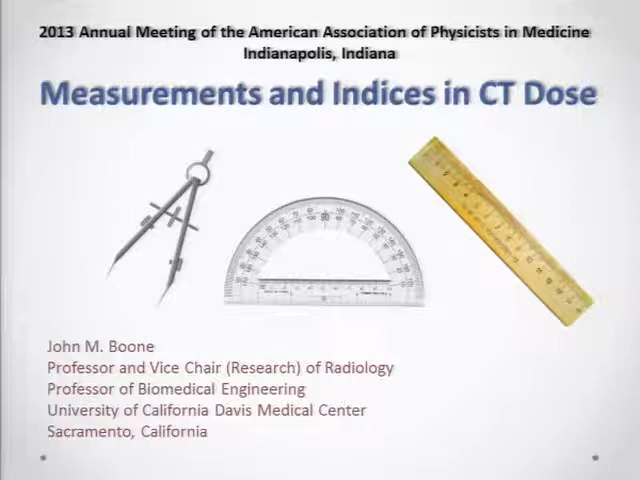 2013 Annual Meeting of the American Association of Physicists in Medicine
Indianapolis, Indiana
Measurements and Indices in CT Dose
John M. Boone
Professor and Vice Chair (Research) of Radiology
Professor of Biomedical Engineering
University of California Davis Medical Center
Sacramento, California